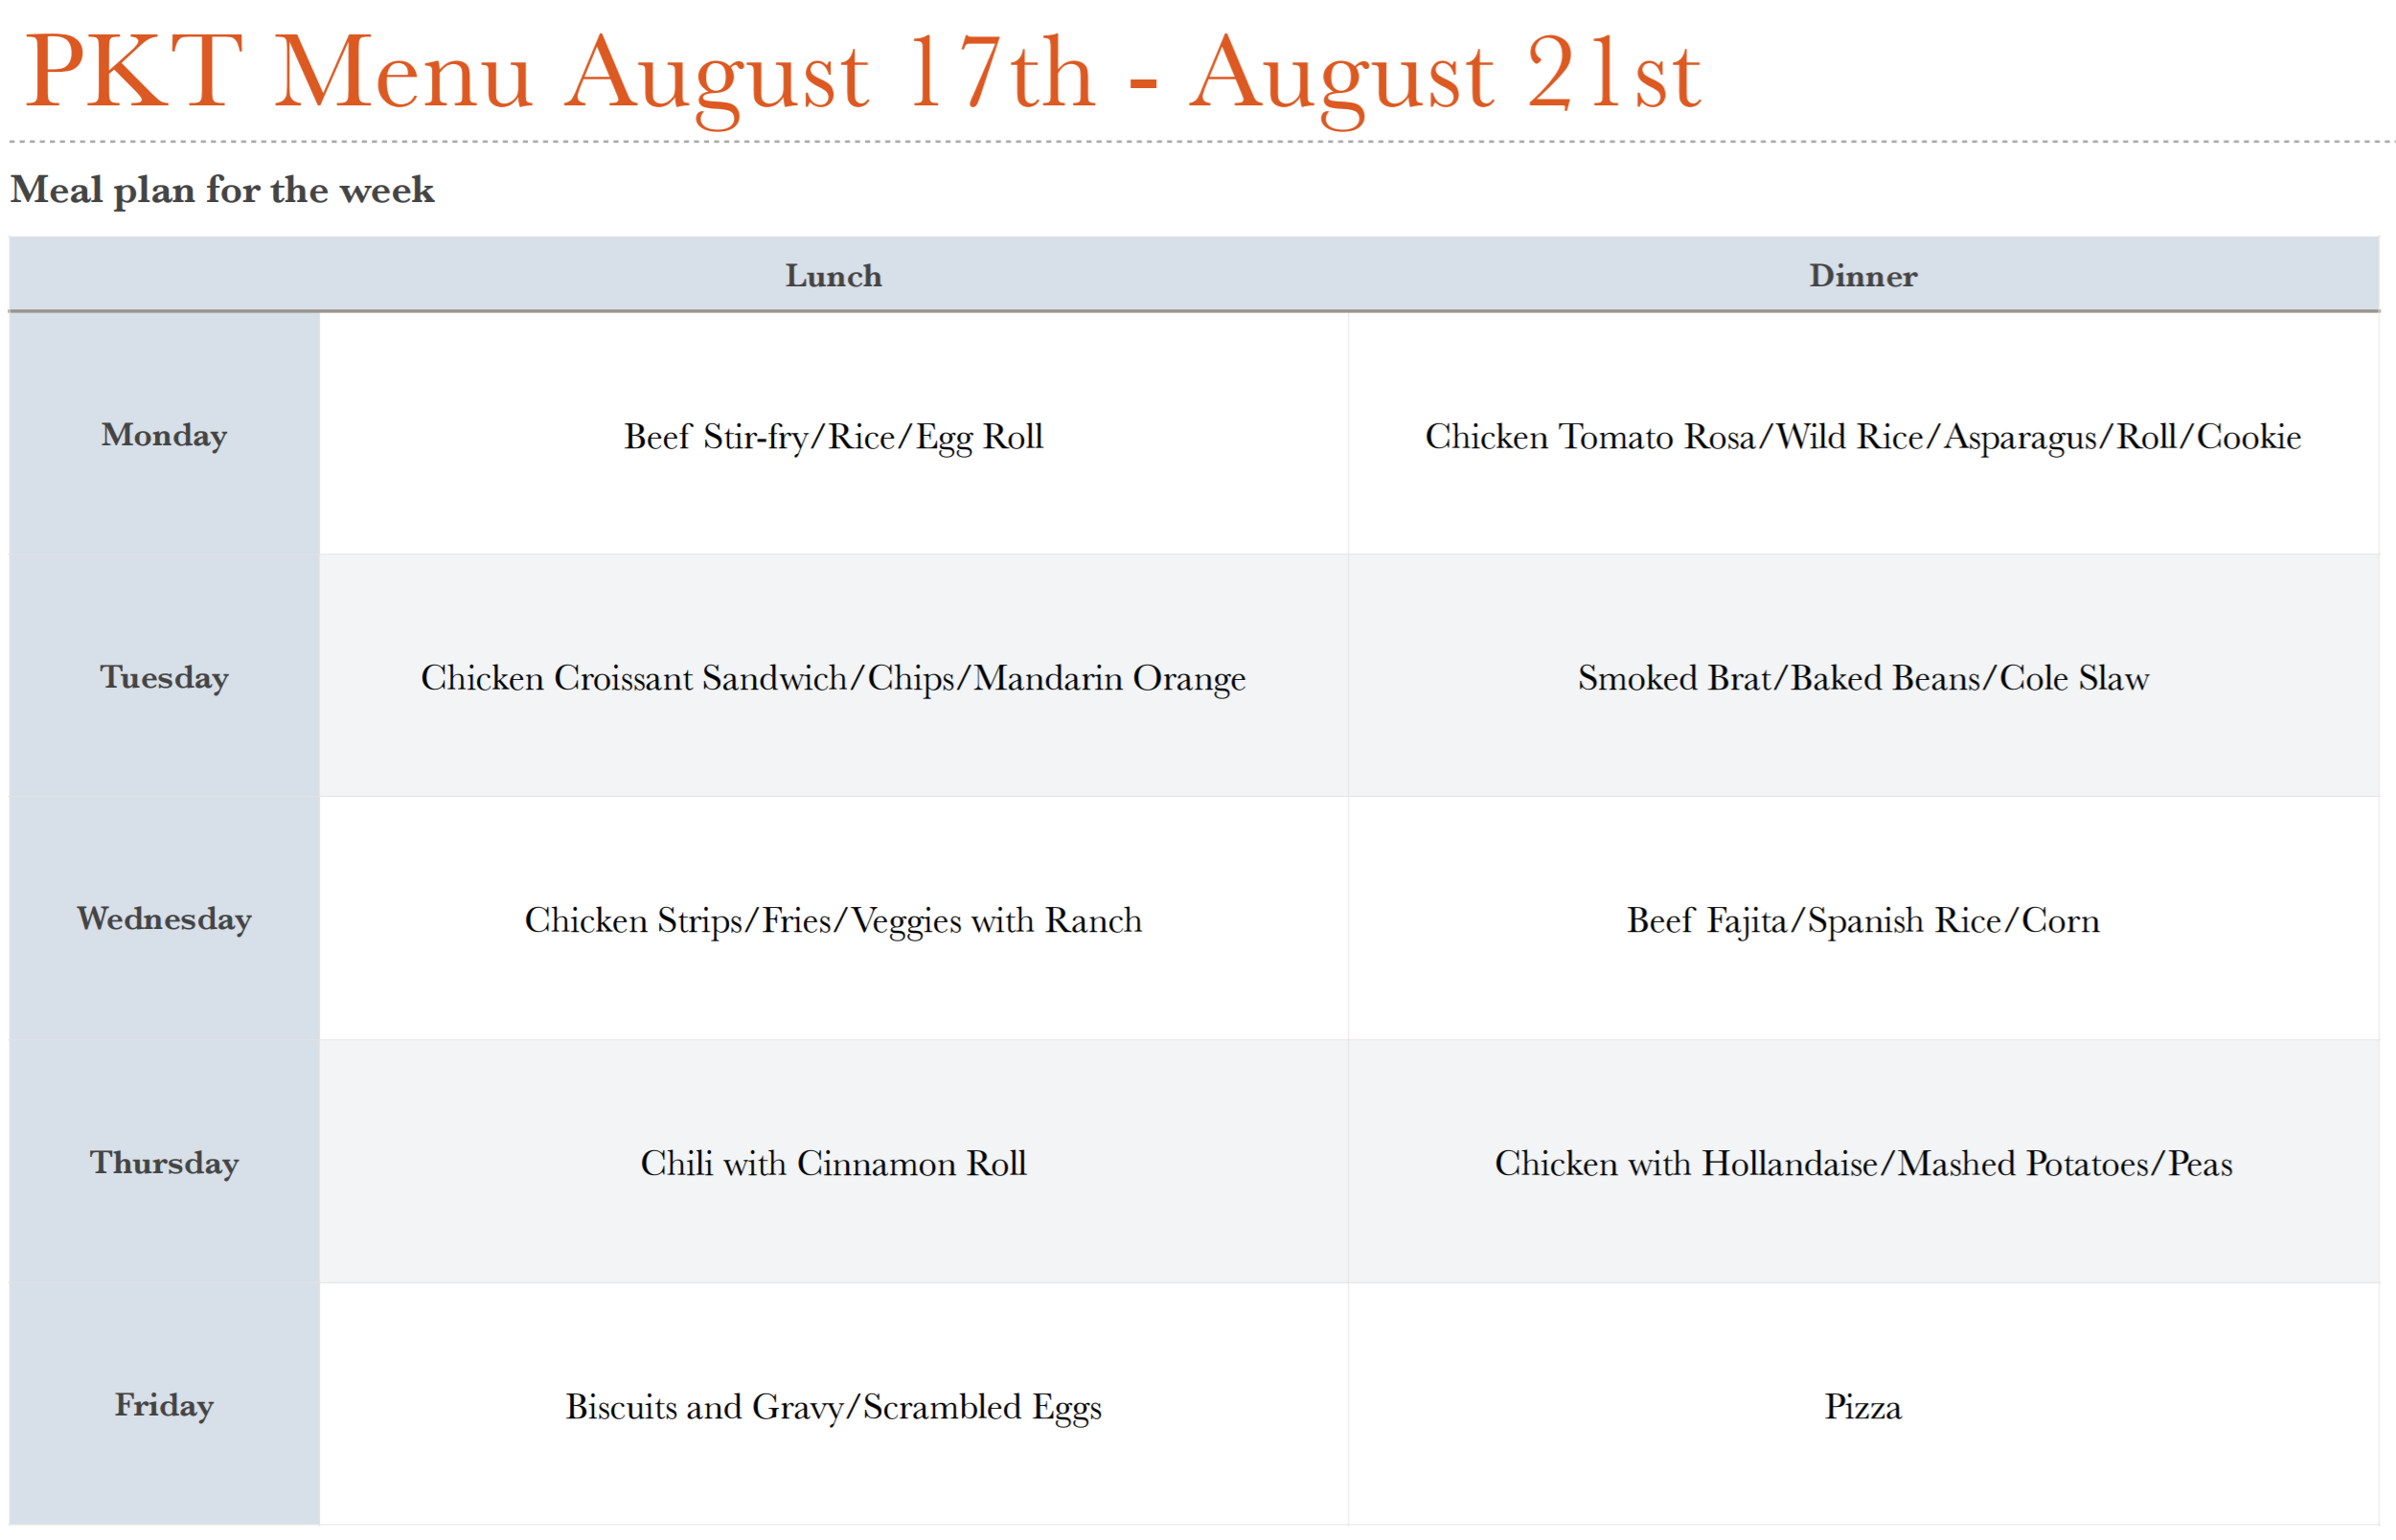 PKT Menu August 17th - August 21st
Meal plan for the week
Lunch Dinner
Monday Beef Stir-fry/Rice/Egg Roll Chicken Tomato Rosa/Wild Rice/Asparagus/Roll/Cookie
Tuesday Chicken Croissant Sandwich/Chips/Mandarin Orange Smoked Brat/Baked Beans/Cole Slaw
Wednesday Chicken Strips/Fries/Veggies with Ranch Beef Fajita/Spanish Rice/Corn
Thursday Chili with Cinnamon Roll Chicken with Hollandaise/Mashed Potatoes/Peas
Friday Biscuits and Gravy/Scrambled Eggs Pizza